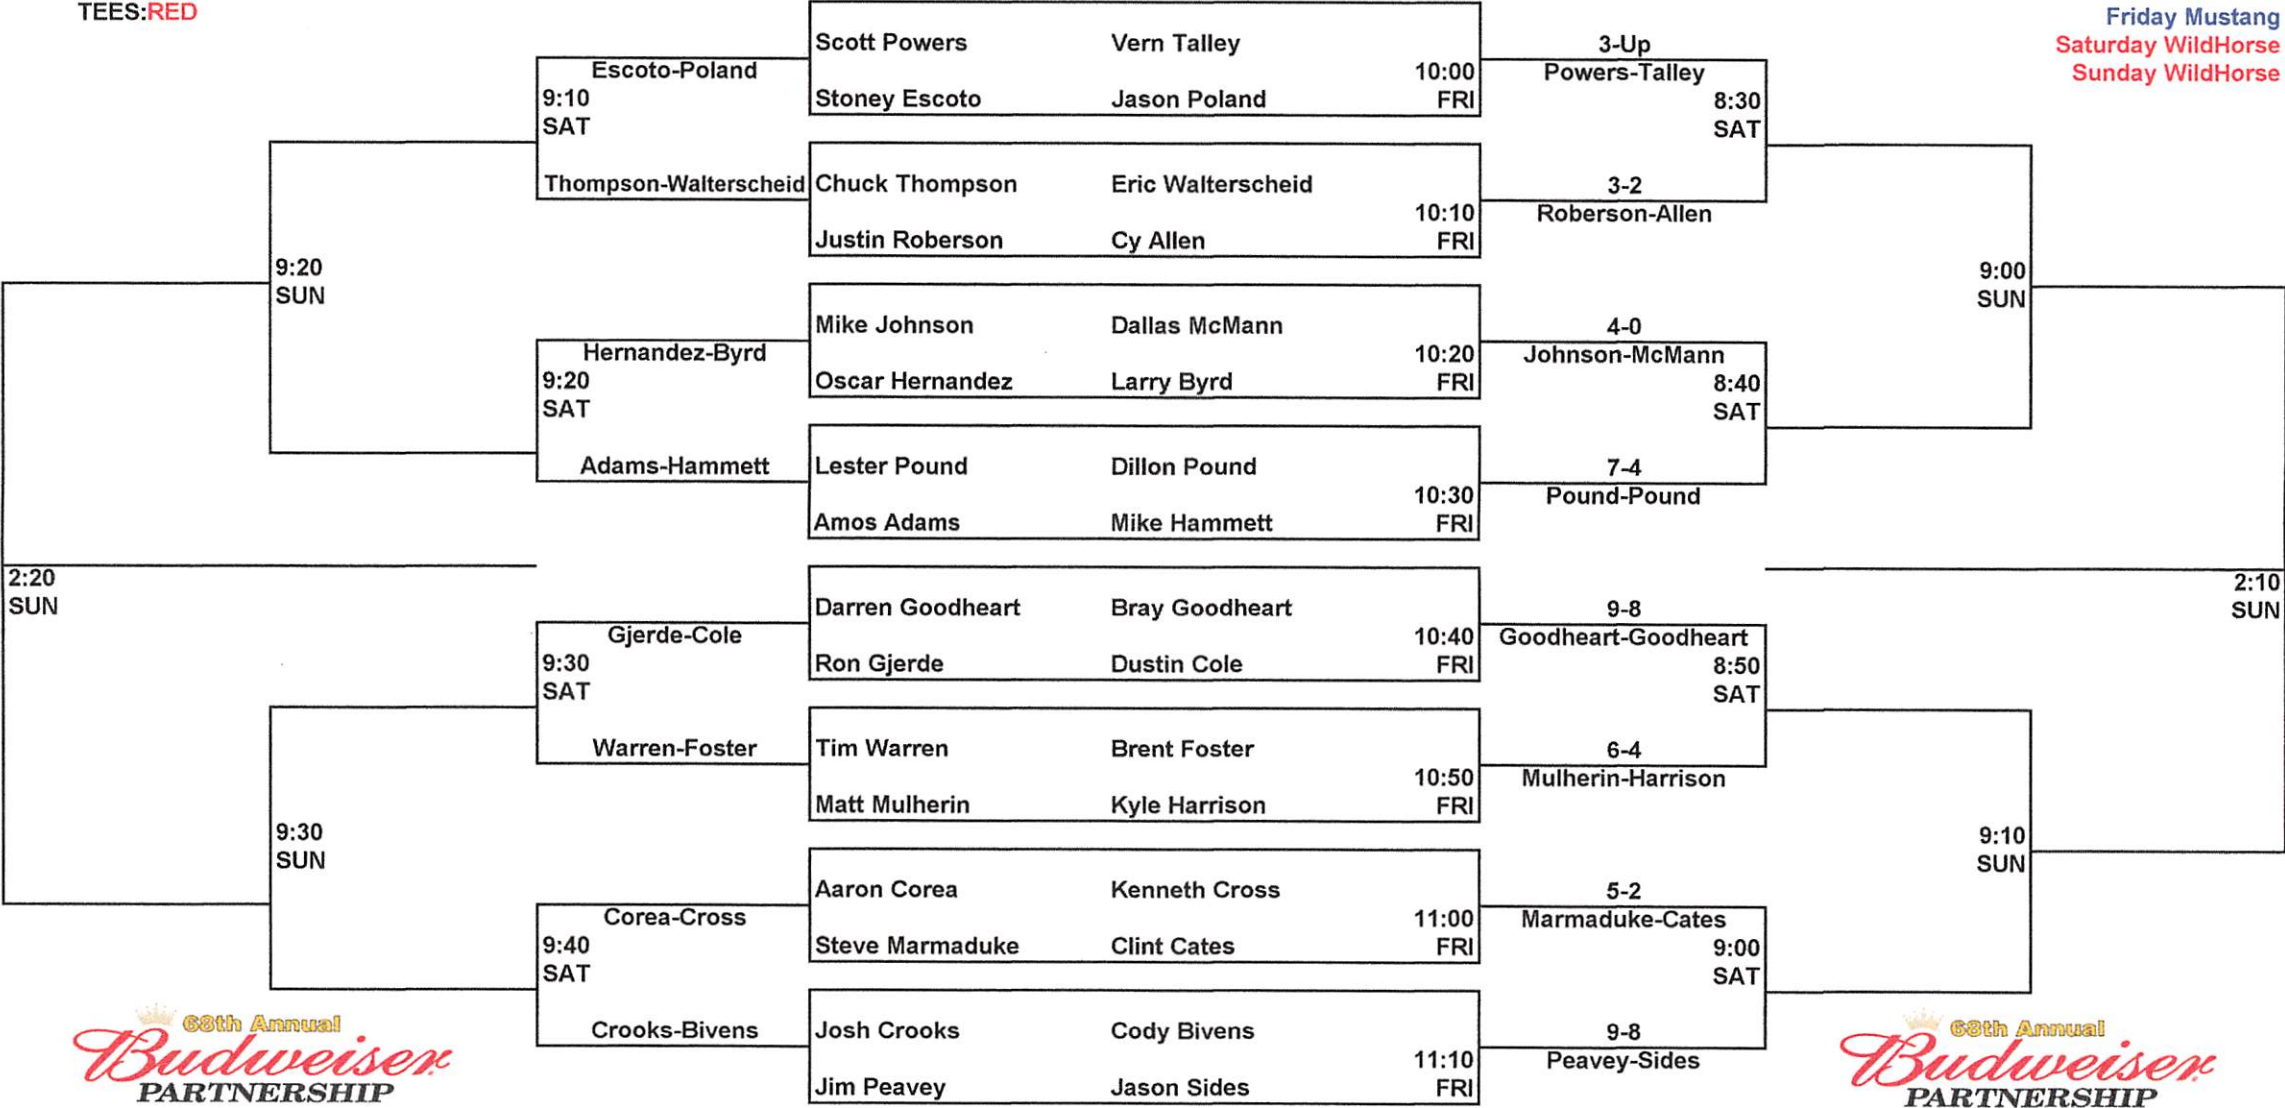 TEES:RED
Friday Mustang
Saturday WildHorse
Sunday WildHorse
Scott Powers Vern Talley
10:00
Stoney Escoto Jason Poland FRI
Chuck Thompson Eric Walterscheid
10:10
Justin Roberson Cy Allen FRI
Mike Johnson Dallas McMann
10:20
Oscar Hernandez Larry Byrd FRI
Lester Pound Dillon Pound
10:30
Amos Adams Mike Hammett FRI
Darren Goodheart Bray Goodheart
10:40
Ron Gjerde Dustin Cole FRI
Tim Warren Brent Foster
10:50
Matt Mulherin Kyle Harrison FRI
Aaron Corea Kenneth Cross
11:00
Steve Marmaduke Clint Cates FRI
Josh Crooks Cody Bivens
11:10
Jim Peavey Jason Sides FRI
Escoto-Poland
9:10
SAT
Thompson-Walterscheid
Hernandez-Byrd
9:20
SAT
Adams-Hammett
Gjerde-Cole
9:30
SAT
Warren-Foster
Corea-Cross
9:40
SAT
Crooks-Bivens
9:20
SUN
9:30
SUN
2:20
SUN
3-Up
Powers-Talley
8:30
SAT
3-2
Roberson-Allen
4-0
Johnson-McMann
8:40
SAT
7-4
Pound-Pound
9-8
Goodheart-Goodheart
8:50
SAT
6-4
Mulherin-Harrison
5-2
Marmaduke-Cates
9:00
SAT
9-8
Peavey-Sides
9:00
SUN
9:10
SUN
2:10
SUN
68th Annual
Budweiser
PARTNERSHIP
68th Annual
Budweiser
PARTNERSHIP